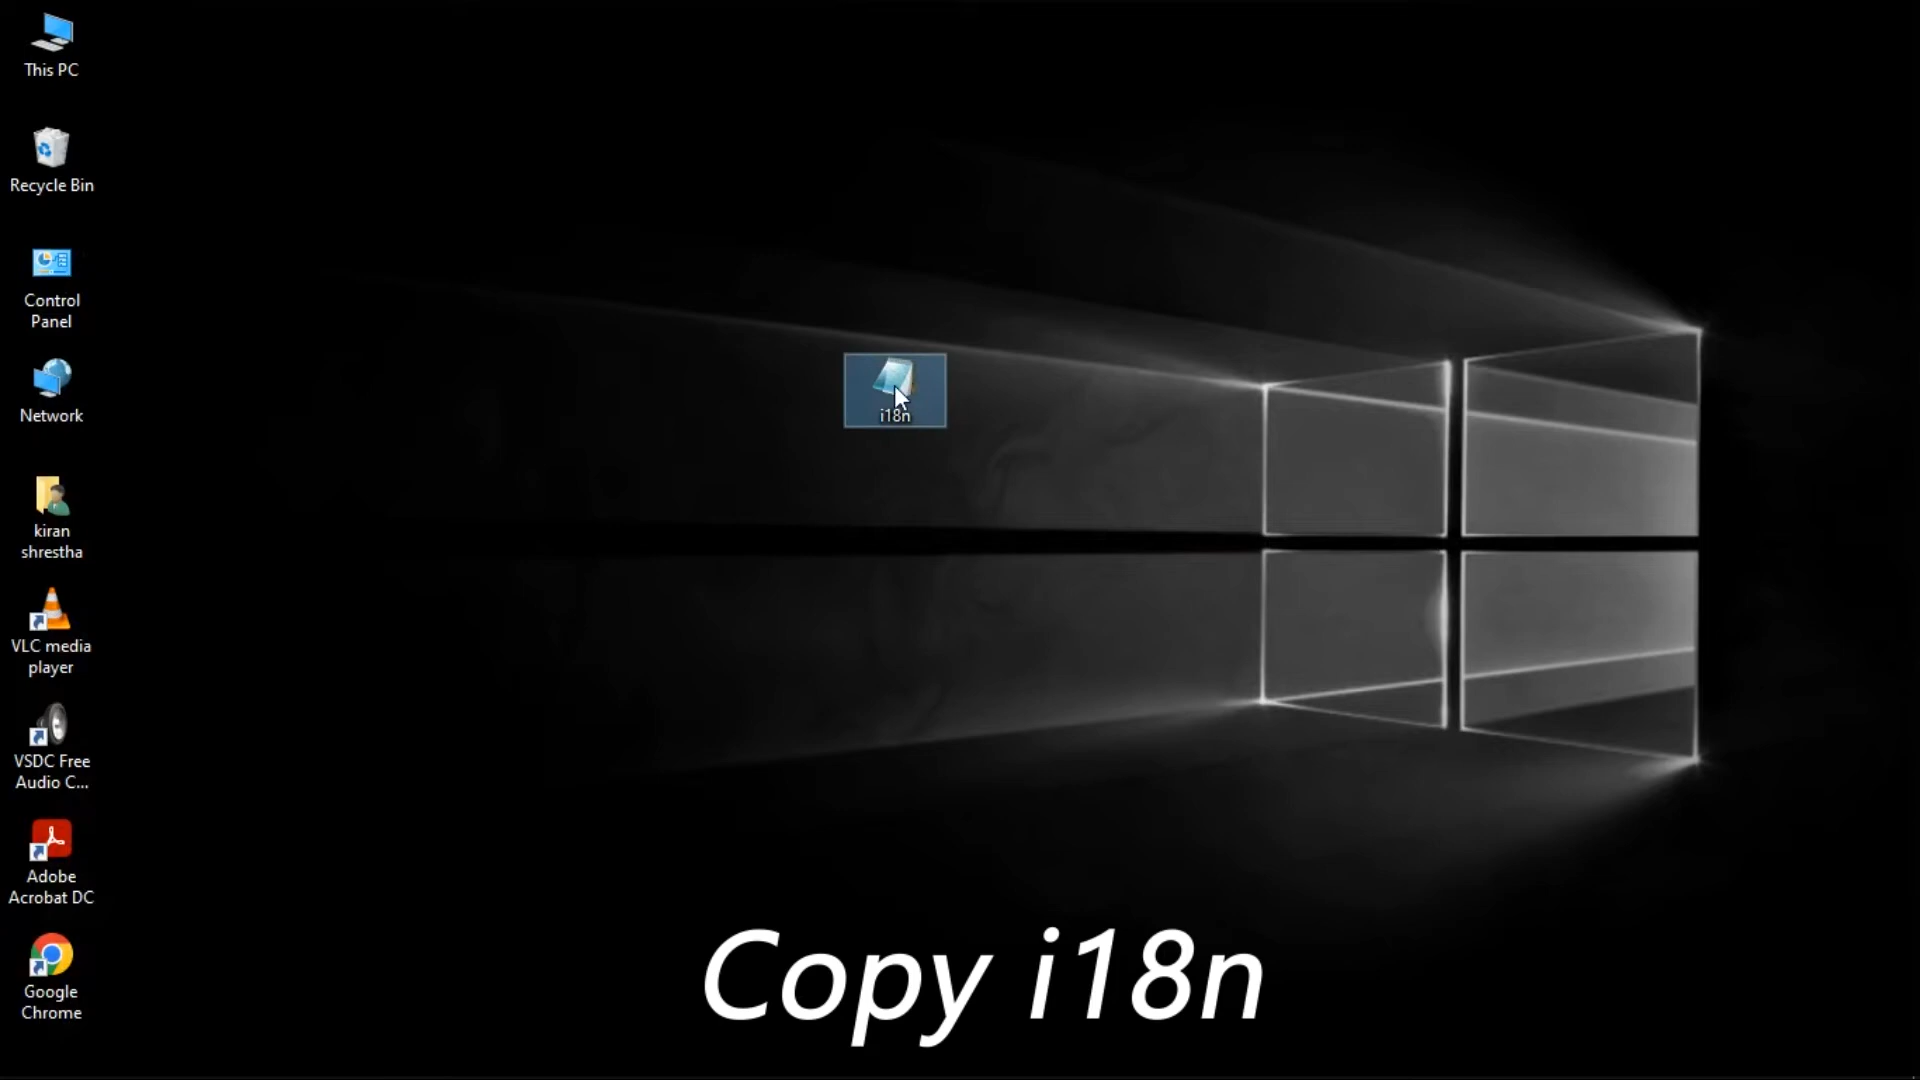 This PC
Recycle Bin
Control
Panel
Network
kiran
shrestha
VLC media
player
VSDC Free
Audio C...
Adobe
Acrobat DC
Google
Chrome
i18n
Copy i18n